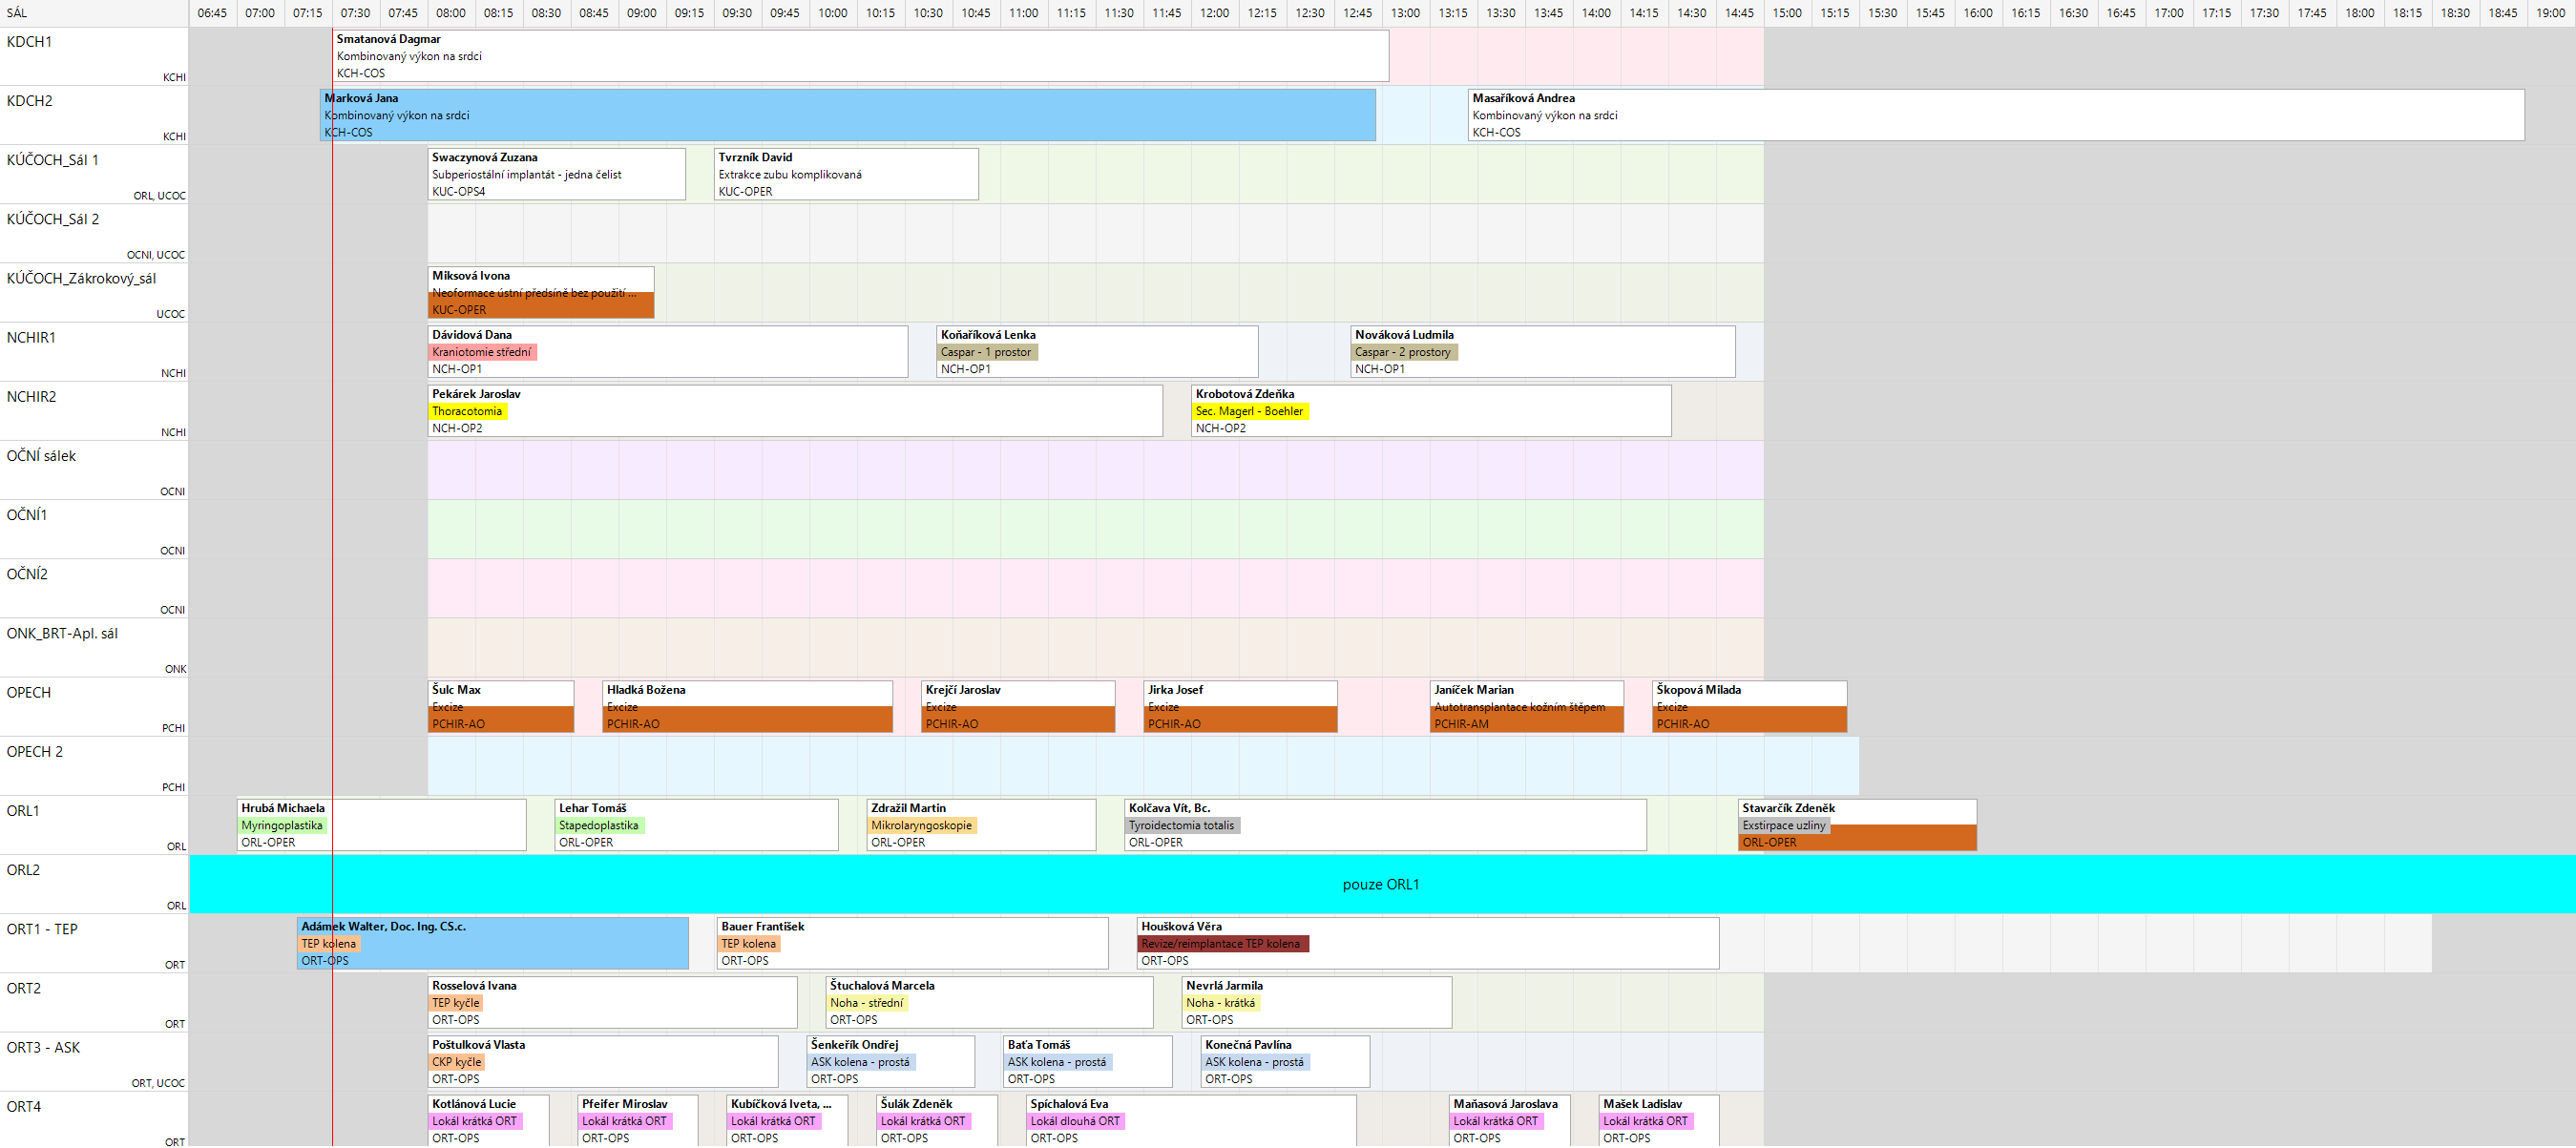 SÁL 06:45 07:00 07:15 07:30 07:45 08:00 08:15 08:30 08:45 09:00 09:15 09:30 09:45 10:00 10:15 10:30 10:45 11:00 11:15 11:30 11:45 12:00 12:15 12:30 12:45 13:00 13:15 13:30 13:45 14:00 14:15 14:30 14:45 15:00 15:15 15:30 15:45 16:00 16:15 16:30 16:45 17:00 17:15 17:30 17:45 18:00 18:15 18:30 18:45 19:00
KDCH1
KCHI
Smatanová Dagmar
Kombinovaný výkon na srdci
KCH-COS
KDCH2
KCHI
Marková Jana
Kombinovaný výkon na srdci
KCH-COS
Masaříková Andrea
Kombinovaný výkon na srdci
KCH-COS
KÚČOCH_Sál 1
ORL, UCOC
Swaczynová Zuzana
Subperiostální implantát - jedna čelist
KUC-OPS4
Tvrzník David
Extrakce zubu komplikovaná
KUC-OPER
KÚČOCH_Sál 2
OCNI, UCOC
KÚČOCH_Zákrokový_sál
UCOC
Miksová Ivona
Neoformace ústní předsíně bez použití ...
KUC-OPER
NCHIR1
NCHI
Dávidová Dana
Kraniotomie střední
NCH-OP1
Koňaříková Lenka
Caspar - 1 prostor
NCH-OP1
Nováková Ludmila
Caspar - 2 prostory
NCH-OP1
NCHIR2
NCHI
Pekárek Jaroslav
Thoracotomia
NCH-OP2
Krobotová Zdeňka
Sec. Magerl - Boehler
NCH-OP2
OČNÍ sálek
OCNI
OČNÍ1
OCNI
OČNÍ2
OCNI
ONK_BRT-Apl. sál
ONK
OPECH
PCHI
Šulc Max
Excize
PCHIR-AO
Hladká Božena
Excize
PCHIR-AO
Krejčí Jaroslav
Excize
PCHIR-AO
Jirka Josef
Excize
PCHIR-AO
Janíček Marian
Autotransplantace kožním štěpem
PCHIR-AM
Škopová Milada
Excize
PCHIR-AO
OPECH 2
PCHI
ORL1
ORL
Hrubá Michaela
Myringoplastika
ORL-OPER
Lehar Tomáš
Stapedoplastika
ORL-OPER
Zdražil Martin
Mikrolaryngoskopie
ORL-OPER
Kolčava Vít, Bc.
Tyroidectomia totalis
ORL-OPER
Stavarčík Zdeněk
Exstirpace uzliny
ORL-OPER
ORL2
ORL
pouze ORL1
ORT1 - TEP
ORT
Adámek Walter, Doc. Ing. CS.c.
TEP kolena
ORT-OPS
Bauer František
TEP kolena
ORT-OPS
Houšková Věra
Revize/reimplantace TEP kolena
ORT-OPS
ORT2
ORT
Rosselová Ivana
TEP kyčle
ORT-OPS
Štuchalová Marcela
Noha - střední
ORT-OPS
Nevrlá Jarmila
Noha - krátká
ORT-OPS
ORT3 - ASK
ORT, UCOC
Poštulková Vlasta
CKP kyčle
ORT-OPS
Šenkeřík Ondřej
ASK kolena - prostá
ORT-OPS
Baťa Tomáš
ASK kolena - prostá
ORT-OPS
Konečná Pavlína
ASK kolena - prostá
ORT-OPS
ORT4
ORT
Kotlánová Lucie
Lokál krátká ORT
ORT-OPS
Pfeifer Miroslav
Lokál krátká ORT
ORT-OPS
Kubíčková Iveta, ...
Lokál krátká ORT
ORT-OPS
Šulák Zdeněk
Lokál krátká ORT
ORT-OPS
Spíchalová Eva
Lokál dlouhá ORT
ORT-OPS
Maňasová Jaroslava
Lokál krátká ORT
ORT-OPS
Mašek Ladislav
Lokál krátká ORT
ORT-OPS